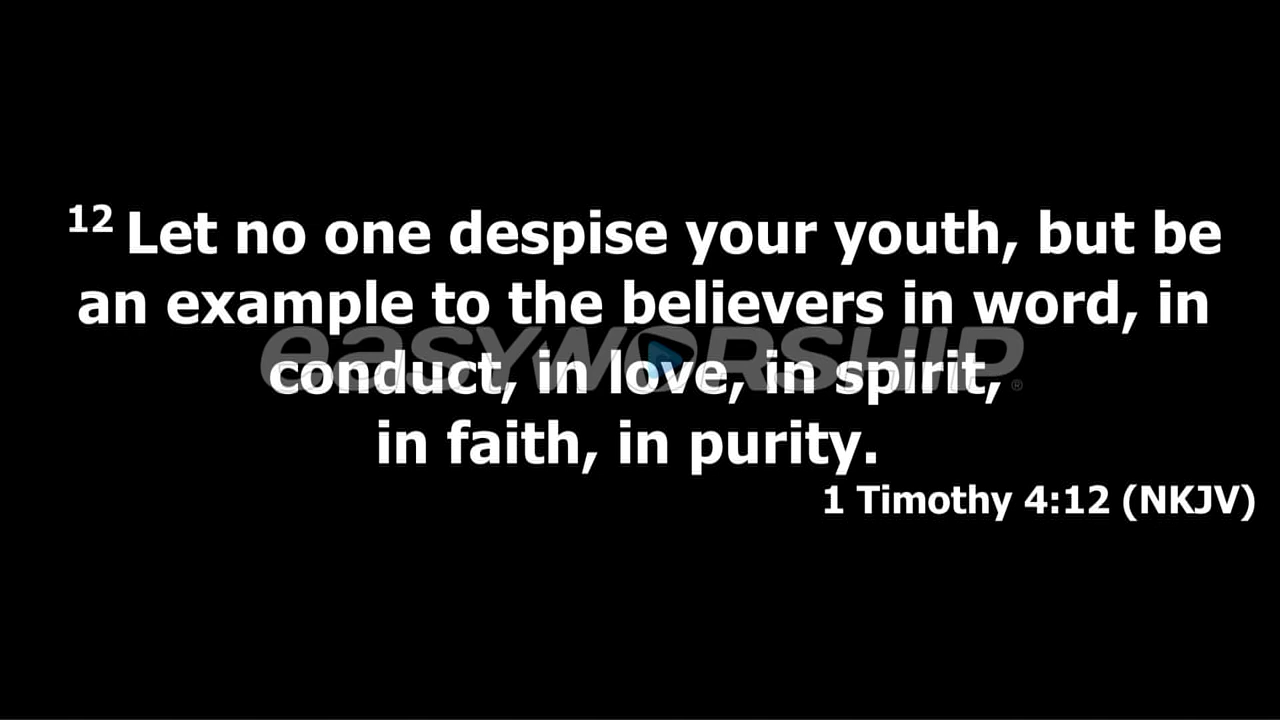 12 Let no one despise your youth, but be
an example to the believers in word, in
easyworship®
conduct, in love, in spirit,
in faith, in purity.
1 Timothy 4:12 (NKJV)